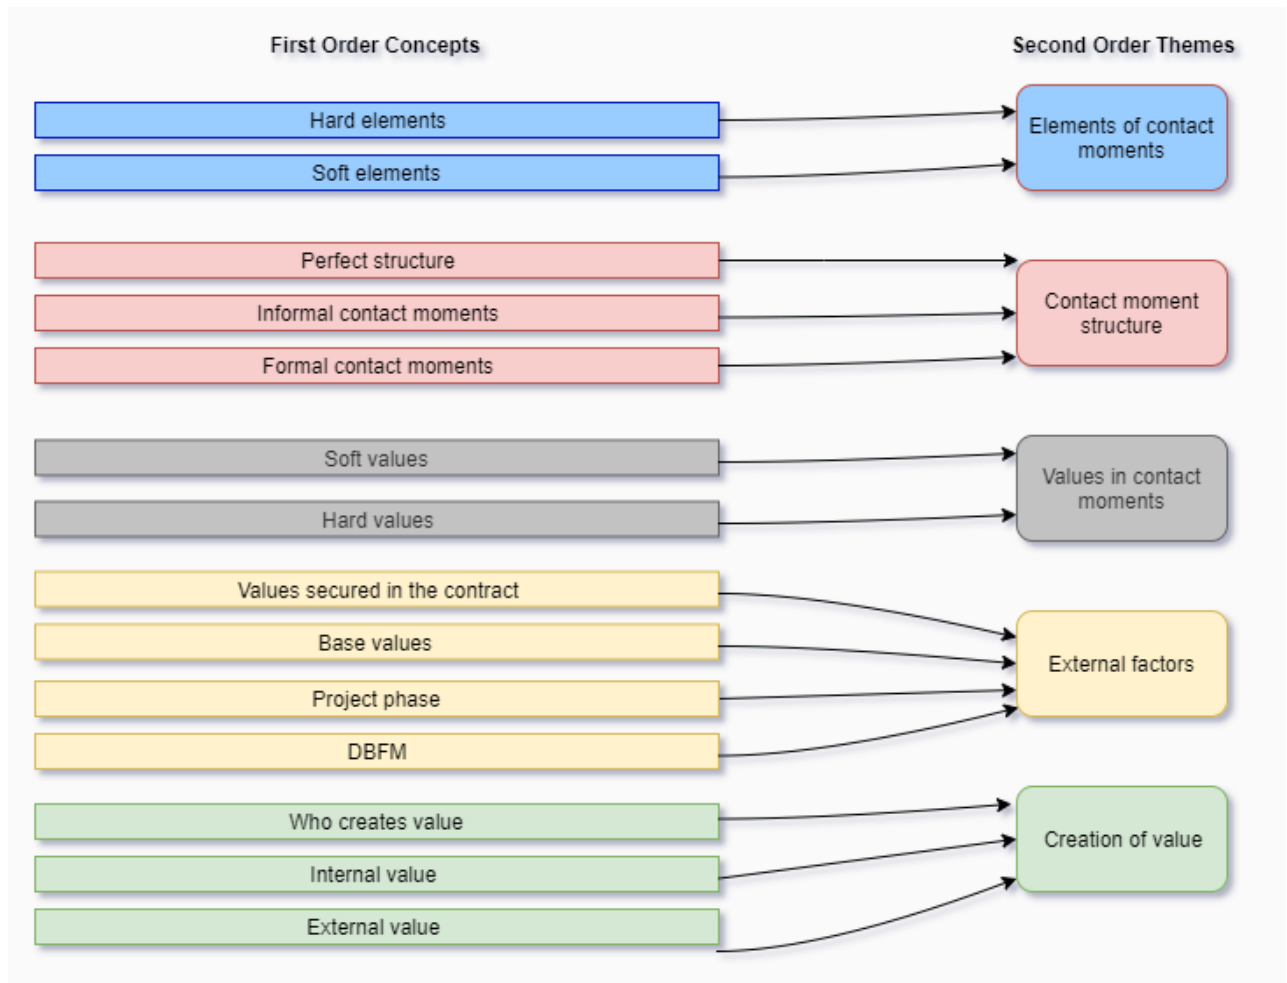 First Order Concepts
Second Order Themes
Hard elements
Soft elements
Elements of contact
moments
Perfect structure
Informal contact moments
Formal contact moments
Contact moment
structure
Soft values
Hard values
Values in contact
moments
Values secured in the contract
Base values
Project phase
DBFM
External factors
Who creates value
Internal value
External value
Creation of value